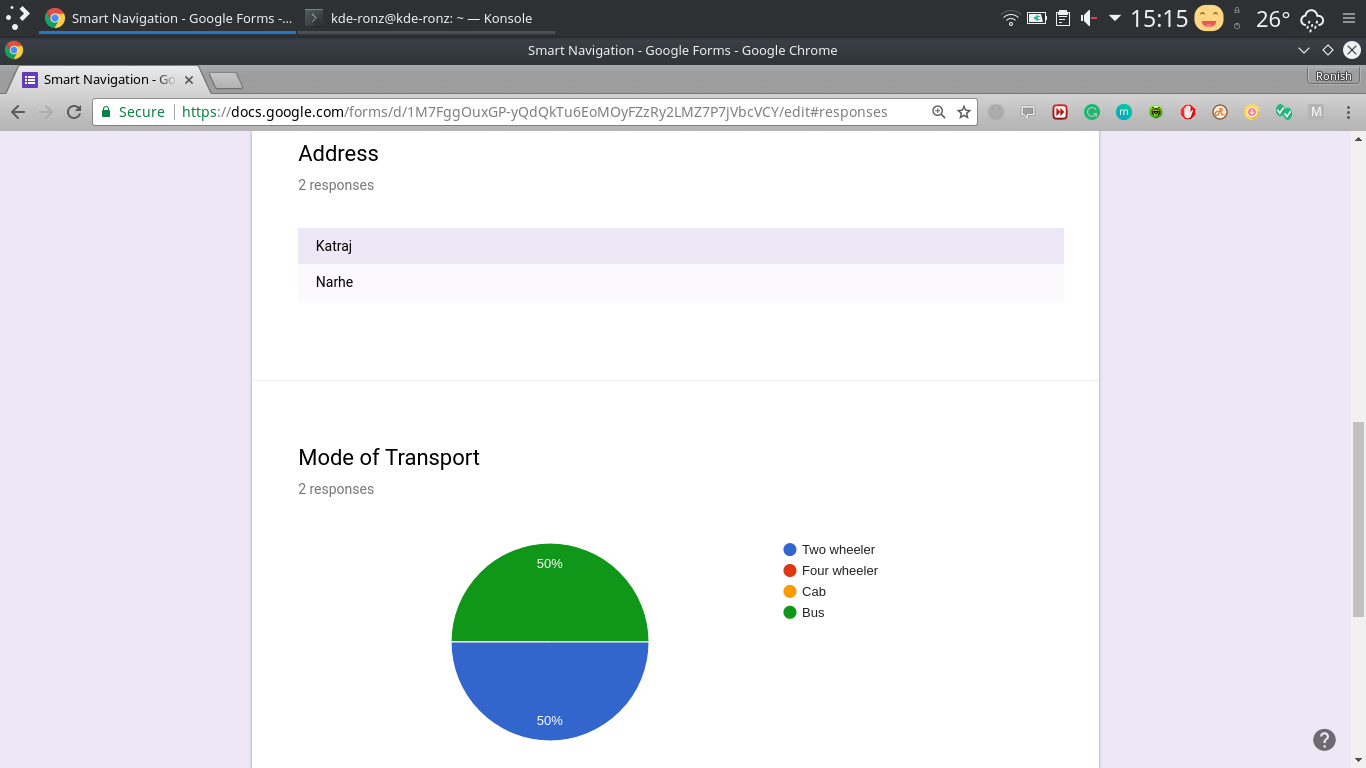 Smart Navigation - Google Forms -...
kde-ronz@kde-ronz: ~ — Konsole
15:15
26°
Smart Navigation - Google Forms - Google Chrome
Smart Navigation - Go
Ronish
Secure
https://docs.google.com/forms/d/1M7FggOuxGP-yQdQkTu6EoMOyFZzRy2LMZ7P7jVbcVCY/edit#responses
m
M
Address
2 responses
Katraj
Narhe
Mode of Transport
2 responses
50%
50%
Two wheeler
Four wheeler
Cab
Bus
?